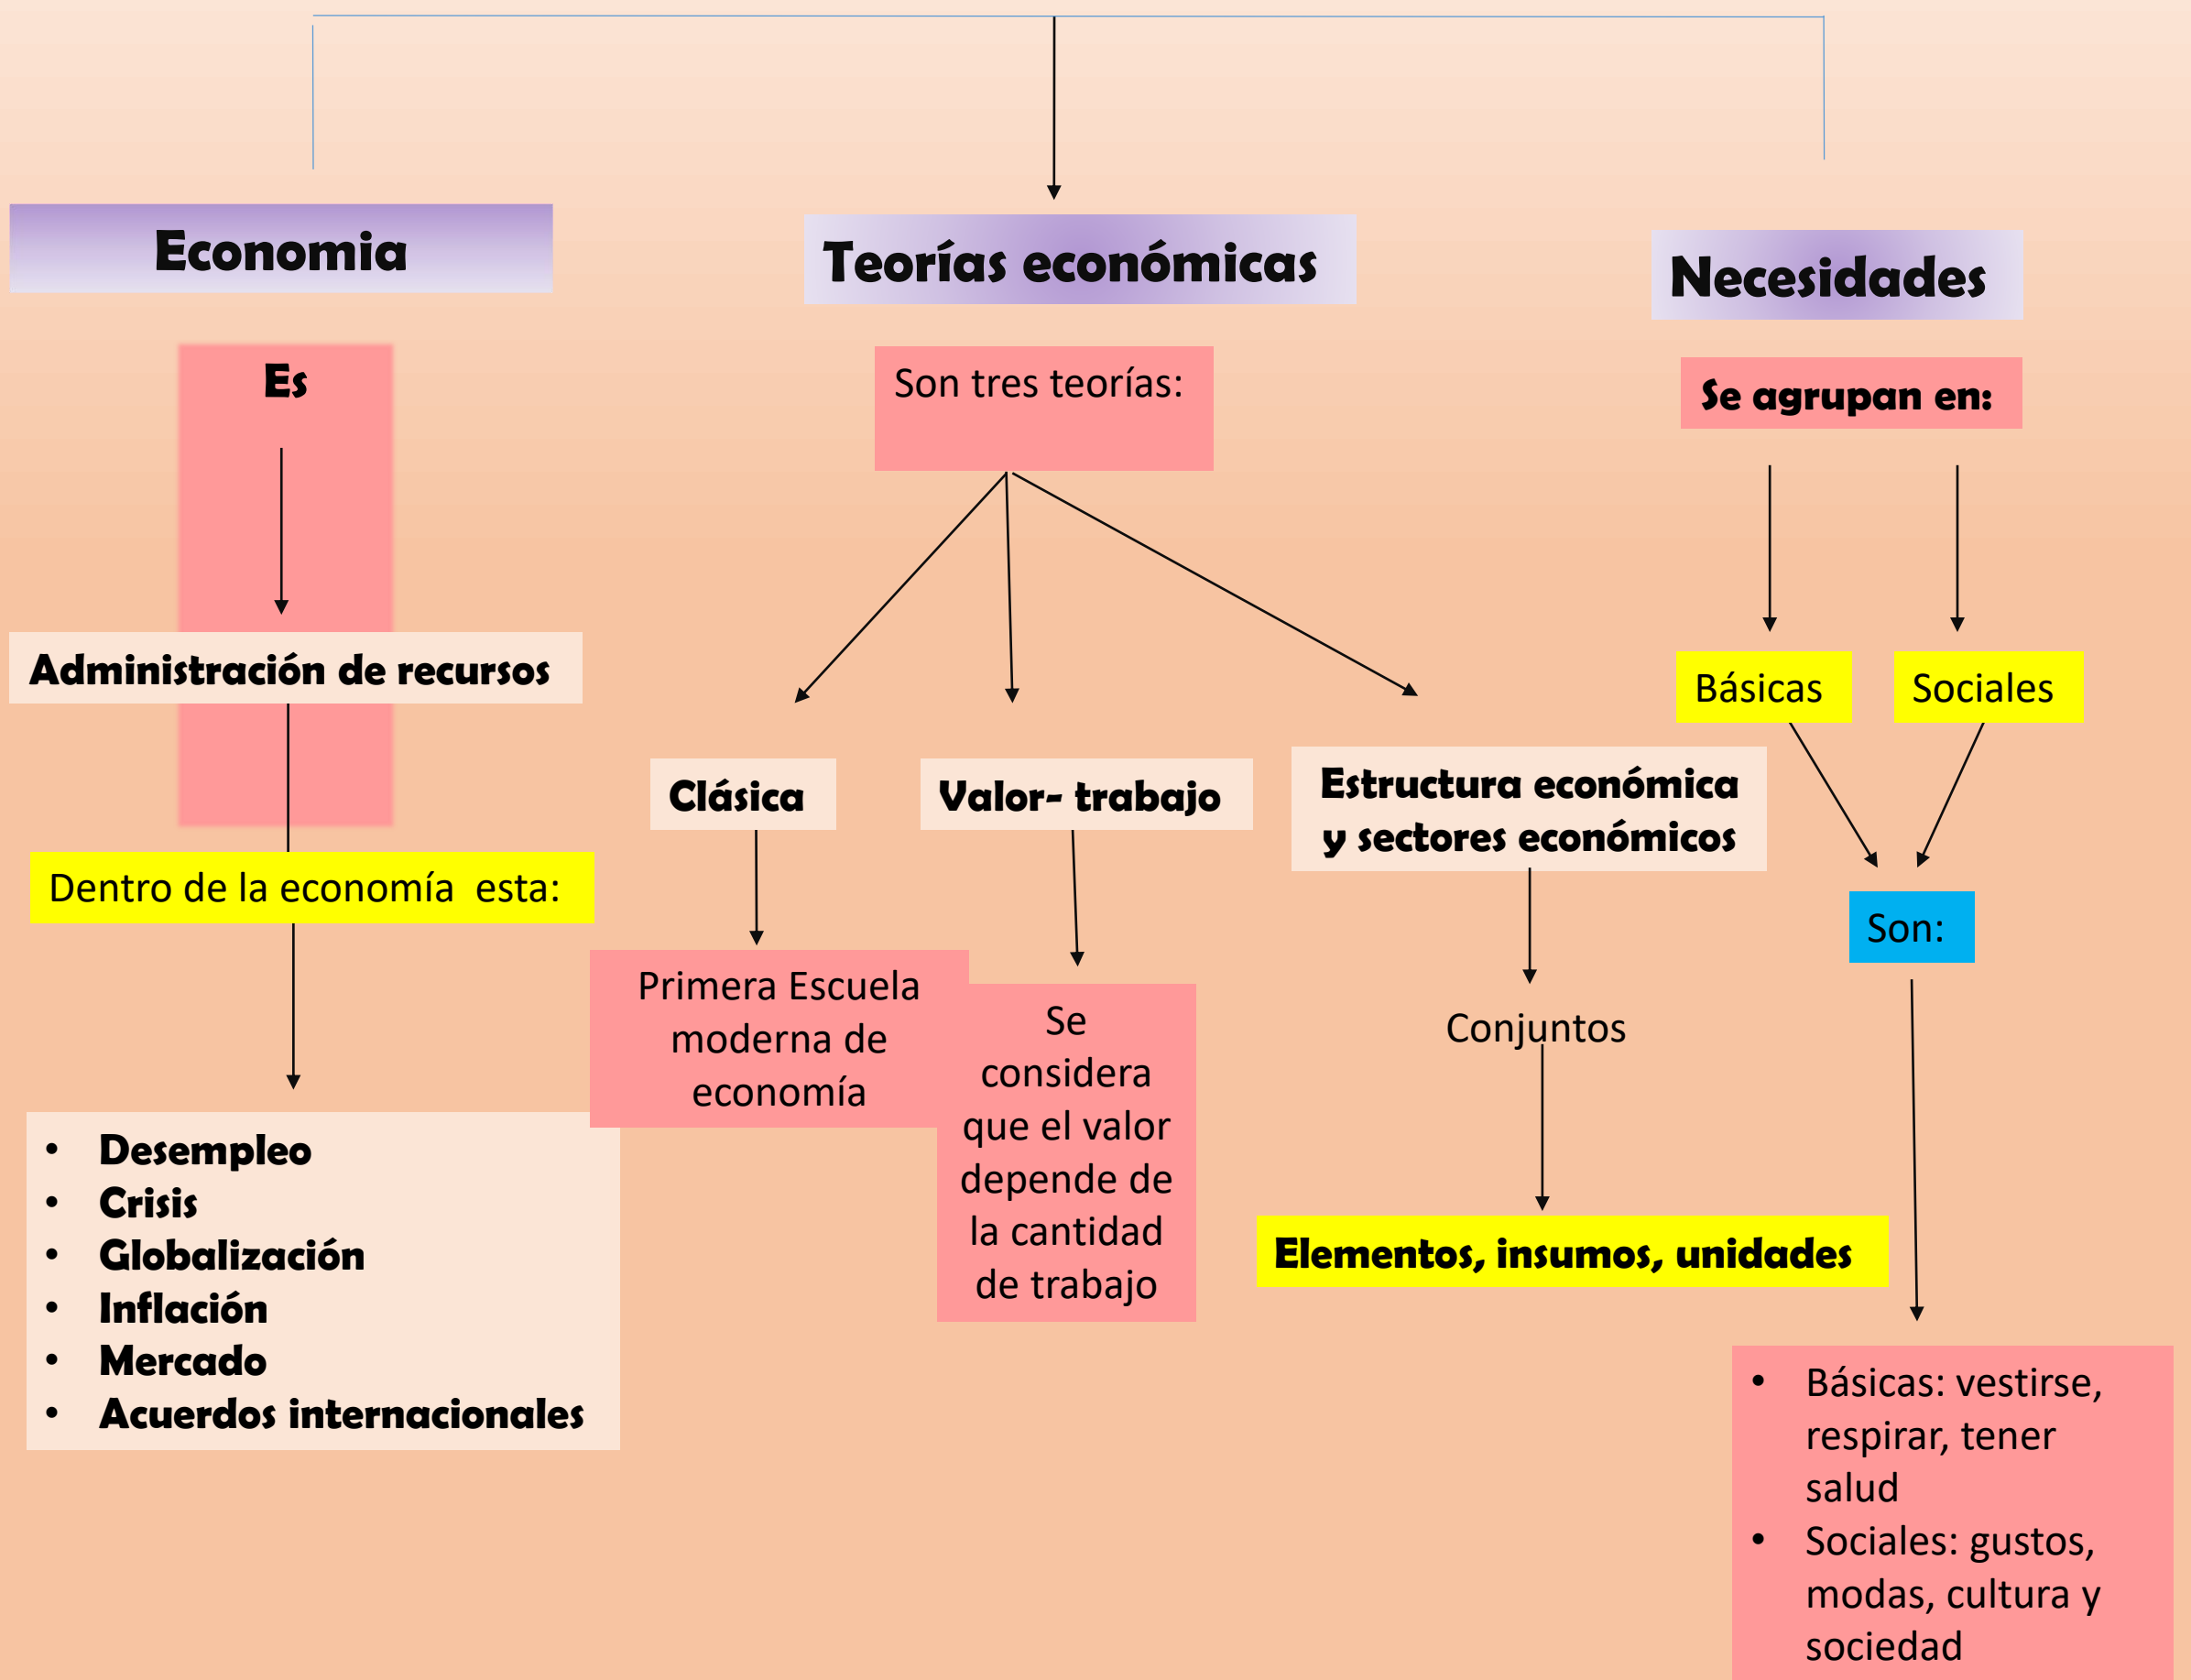 Economia
Es
Administración de recursos
Dentro de la economía  esta:
• Desempleo
• Crisis
• Globalización
• Inflación
• Mercado
• Acuerdos internacionales
Teorías económicas
Son tres teorías:
Clásica
Primera Escuela
moderna de
economía
Valor- trabajo
Se
considera
que el valor
depende de
la cantidad
de trabajo
Estructura económica
y sectores económicos
Conjuntos
Elementos, insumos, unidades
Necesidades
Se agrupan en:
Básicas
Sociales
Son:
• Básicas: vestirse,
respirar, tener
salud
• Sociales: gustos,
modas, cultura y
sociedad